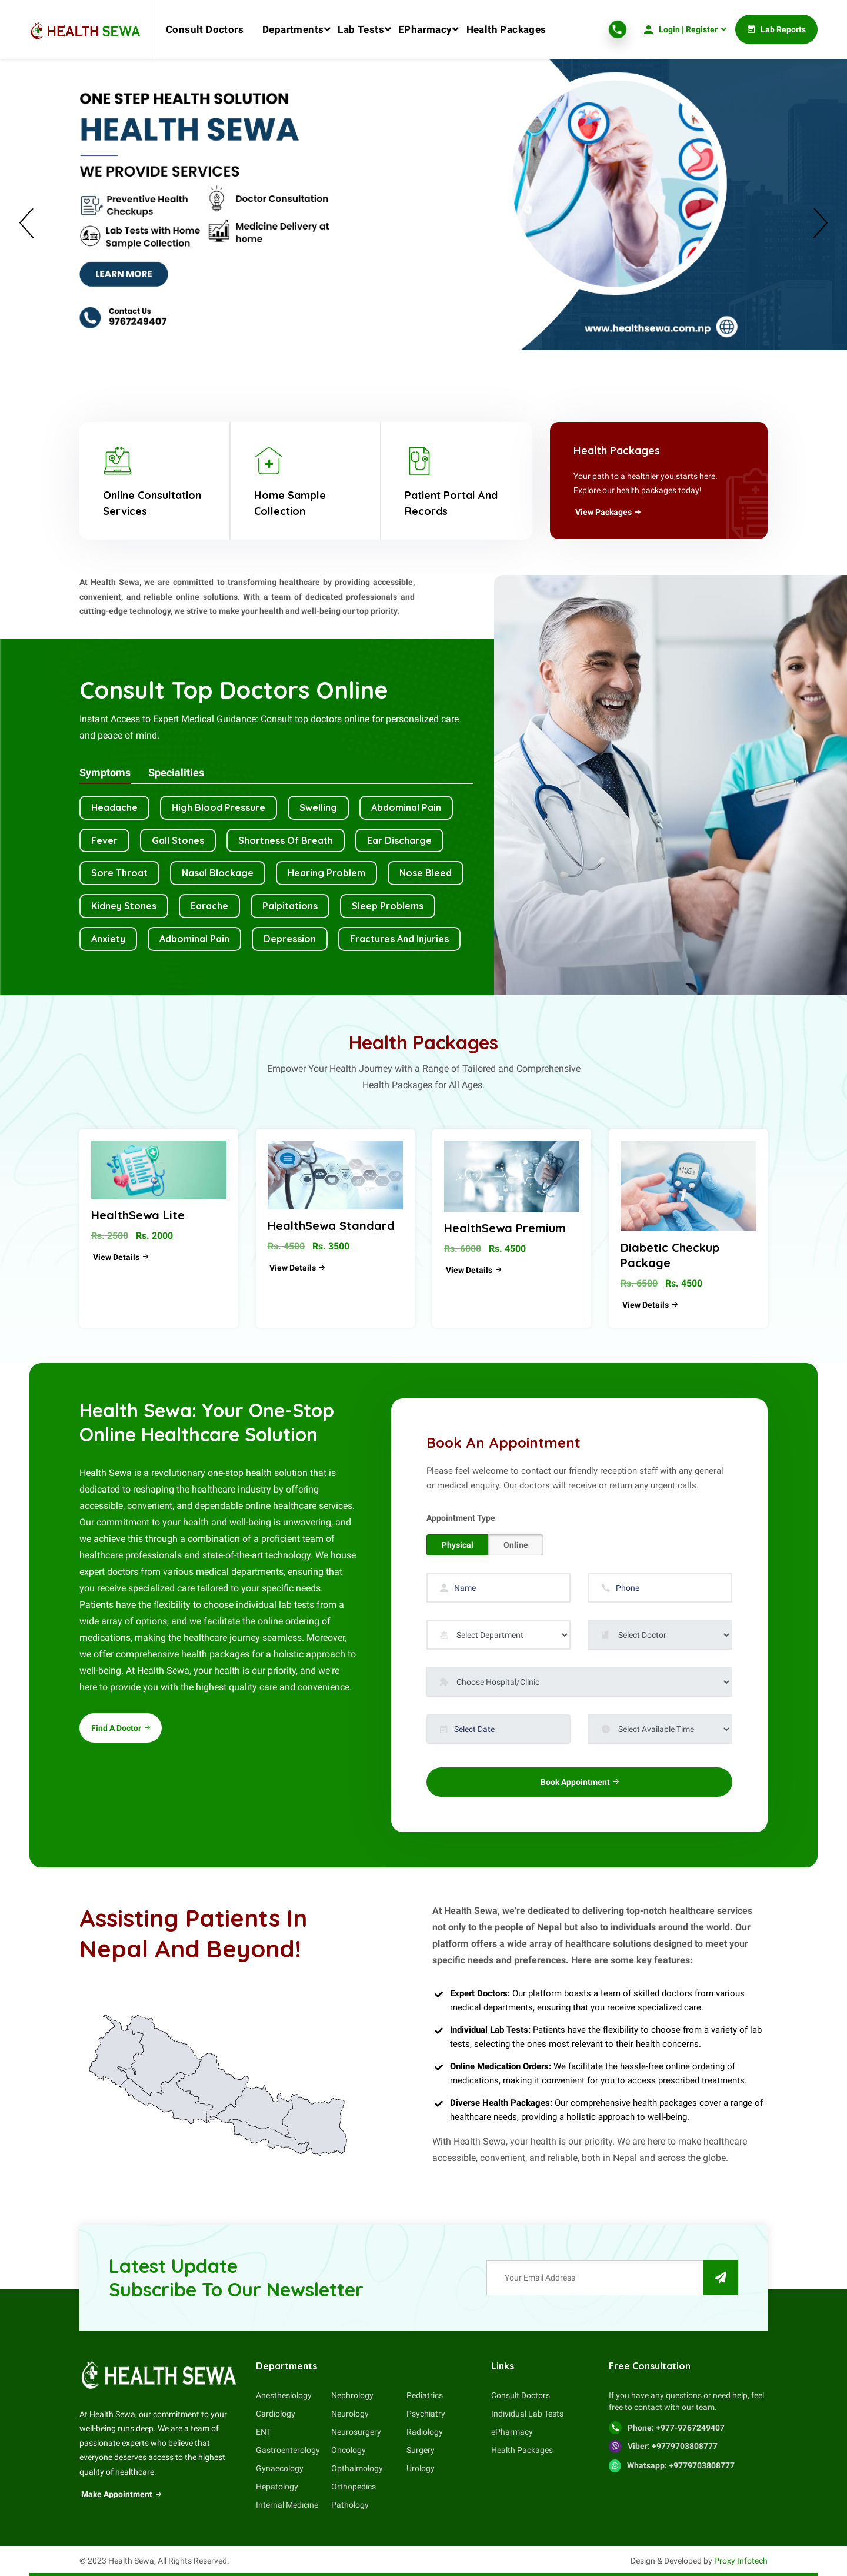 HEALTH SEWA
Consult Doctors
Departments
Lab Tests
EPharmacy
Health Packages
Login | Register
Lab Reports
ONE STEP HEALTH SOLUTION
HEALTH SEWA
WE PROVIDE SERVICES
Preventive Health
Checkups
Doctor Consultation
Lab Tests with Home
Sample Collection
Medicine Delivery at
home
LEARN MORE
Contact Us
9767249407
www.healthsewa.com.np
Online Consultation
Services
Home Sample
Collection
Patient Portal And
Records
Health Packages
Your path to a healthier you,starts here.
Explore our health packages today!
View Packages
At Health Sewa, we are committed to transforming healthcare by providing accessible,
convenient, and reliable online solutions. With a team of dedicated professionals and
cutting-edge technology, we strive to make your health and well-being our top priority.
Consult Top Doctors Online
Instant Access to Expert Medical Guidance: Consult top doctors online for personalized care
and peace of mind.
Symptoms
Specialities
Headache
High Blood Pressure
Swelling
Abdominal Pain
Fever
Gall Stones
Shortness Of Breath
Ear Discharge
Sore Throat
Nasal Blockage
Hearing Problem
Nose Bleed
Kidney Stones
Earache
Palpitations
Sleep Problems
Anxiety
Adbominal Pain
Depression
Fractures And Injuries
Health Packages
Empower Your Health Journey with a Range of Tailored and Comprehensive
Health Packages for All Ages.
HealthSewa Lite
Rs. 2500 Rs. 2000
View Details
HealthSewa Standard
Rs. 4500 Rs. 3500
View Details
HealthSewa Premium
Rs. 6000 Rs. 4500
View Details
Diabetic Checkup
Package
Rs. 6500 Rs. 4500
View Details
Health Sewa: Your One-Stop
Online Healthcare Solution
Health Sewa is a revolutionary one-stop health solution that is
dedicated to reshaping the healthcare industry by offering
accessible, convenient, and dependable online healthcare services.
Our commitment to your health and well-being is unwavering, and
we achieve this through a combination of a proficient team of
healthcare professionals and state-of-the-art technology. We house
expert doctors from various medical departments, ensuring that
you receive specialized care tailored to your specific needs.
Patients have the flexibility to choose individual lab tests from a
wide array of options, and we facilitate the online ordering of
medications, making the healthcare journey seamless. Moreover,
we offer comprehensive health packages for a holistic approach to
well-being. At Health Sewa, your health is our priority, and we're
here to provide you with the highest quality care and convenience.
Find A Doctor
Book An Appointment
Please feel welcome to contact our friendly reception staff with any general
or medical enquiry. Our doctors will receive or return any urgent calls.
Appointment Type
Physical
Online
Name
Phone
Select Department
Select Doctor
Choose Hospital/Clinic
Select Date
Select Available Time
Book Appointment
Assisting Patients In
Nepal And Beyond!
At Health Sewa, we're dedicated to delivering top-notch healthcare services
not only to the people of Nepal but also to individuals around the world. Our
platform offers a wide array of healthcare solutions designed to meet your
specific needs and preferences. Here are some key features:
Expert Doctors: Our platform boasts a team of skilled doctors from various
medical departments, ensuring that you receive specialized care.
Individual Lab Tests: Patients have the flexibility to choose from a variety of lab
tests, selecting the ones most relevant to their health concerns.
Online Medication Orders: We facilitate the hassle-free online ordering of
medications, making it convenient for you to access prescribed treatments.
Diverse Health Packages: Our comprehensive health packages cover a range of
healthcare needs, providing a holistic approach to well-being.
With Health Sewa, your health is our priority. We are here to make healthcare
accessible, convenient, and reliable, both in Nepal and across the globe.
Latest Update
Subscribe To Our Newsletter
Your Email Address
HEALTH SEWA
At Health Sewa, our commitment to your
well-being runs deep. We are a team of
passionate experts who believe that
everyone deserves access to the highest
quality of healthcare.
Make Appointment
Departments
Anesthesiology
Cardiology
ENT
Gastroenterology
Gynaecology
Hepatology
Internal Medicine
Nephrology
Neurology
Neurosurgery
Oncology
Opthalmology
Orthopedics
Pathology
Pediatrics
Psychiatry
Radiology
Surgery
Urology
Links
Consult Doctors
Individual Lab Tests
ePharmacy
Health Packages
Free Consultation
If you have any questions or need help, feel
free to contact with our team.
Phone: +977-9767249407
Viber: +9779703808777
Whatsapp: +9779703808777
© 2023 Health Sewa, All Rights Reserved.
Design & Developed by Proxy Infotech